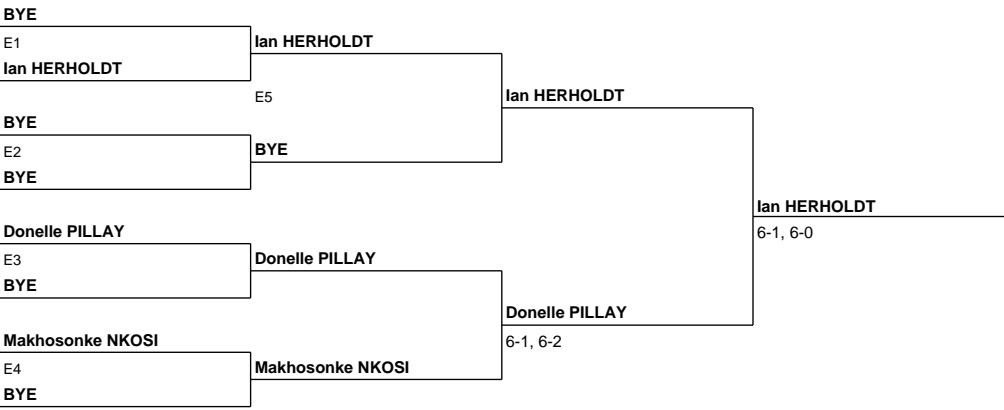 BYE
E1
Ian HERHOLDT
Ian HERHOLDT
E5
Ian HERHOLDT
BYE
E2
BYE
BYE
Ian HERHOLDT
6-1, 6-0
Donelle PILLAY
E3
BYE
Donelle PILLAY
Donelle PILLAY
6-1, 6-2
Makhosonke NKOSI
E4
BYE
Makhosonke NKOSI